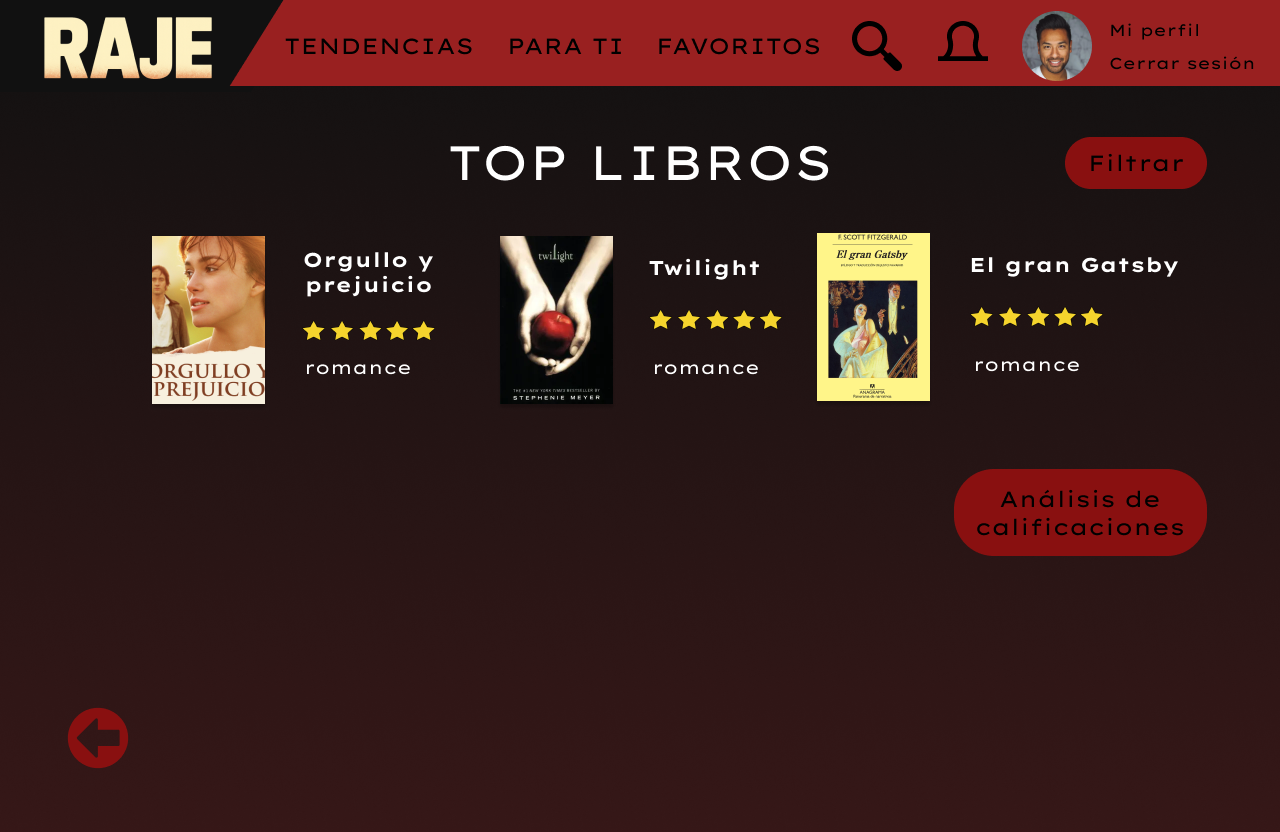 RAJE
TENDENCIAS
PARA TI
FAVORITOS
Mi perfil
Cerrar sesión
TOP LIBROS
Filtrar
ORGULLO Y
PREJUICIO
Orgullo y
prejuicio
romance
twilight
THE #1 NEW YORK TIMES BESTSELLER BY
STEPHENIE MEYER
Twilight
romance
F. SCOTT FITZGERALD
El gran Gatsby
ANAGRAMA
El gran Gatsby
romance
Análisis de
calificaciones